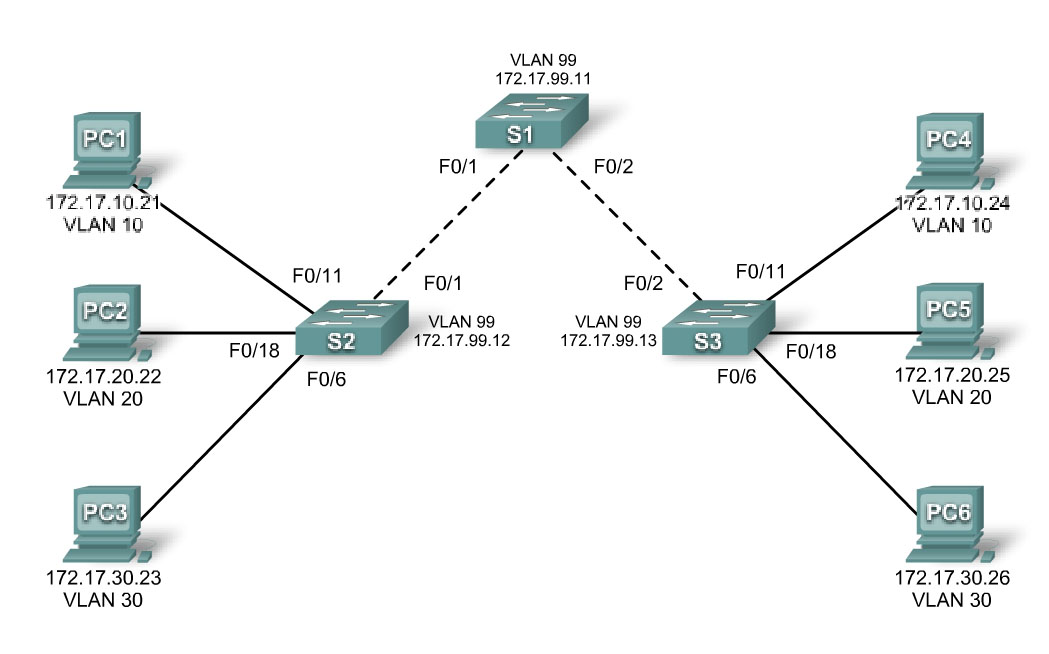 VLAN 99
172.17.99.11
S1
F0/1
F0/2
PC1
172.17.10.21
VLAN 10
PC4
172.17.10.24
VLAN 10
F0/11
F0/1
F0/2
F0/11
PC2
172.17.20.22
VLAN 20
F0/18
S2
F0/6
VLAN 99
172.17.99.12
VLAN 99
172.17.99.13
S3
F0/18
F0/6
PC5
172.17.20.25
VLAN 20
PC3
172.17.30.23
VLAN 30
PC6
172.17.30.26
VLAN 30